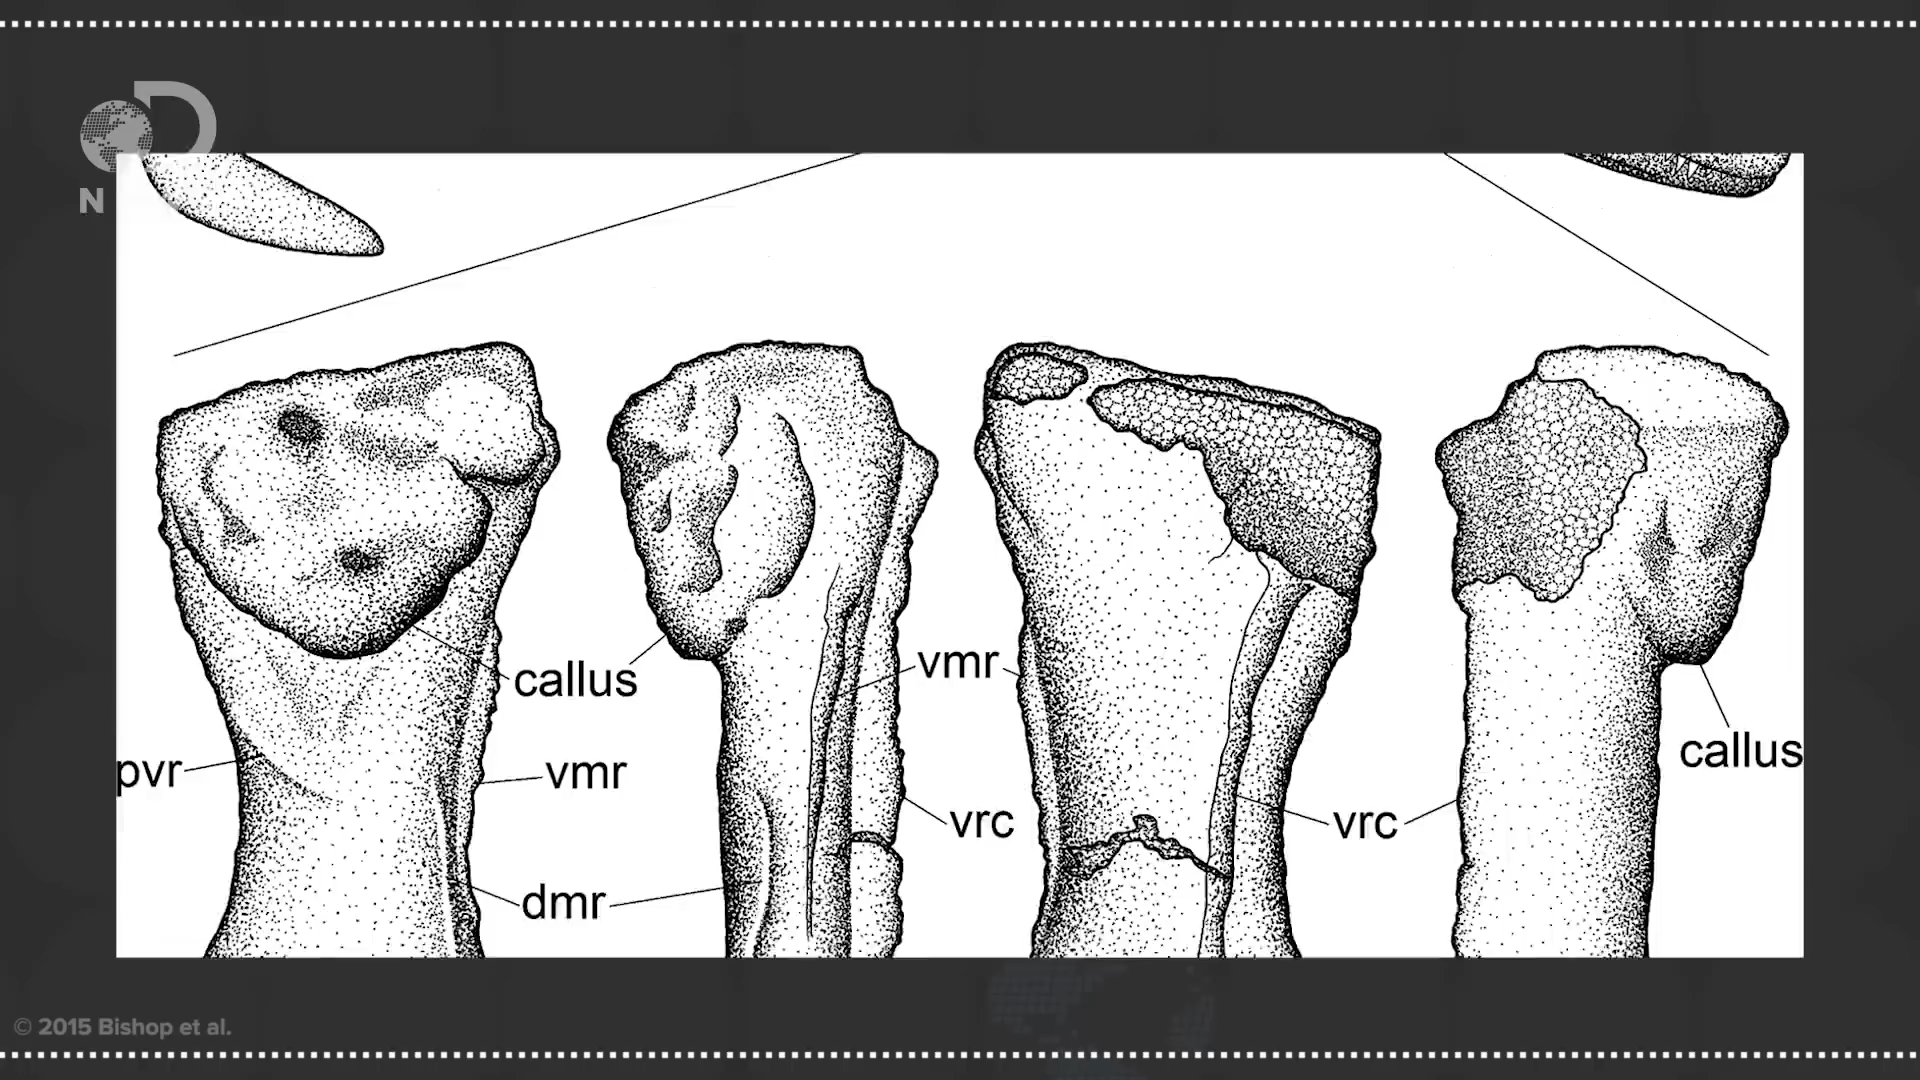 D
N
callus
vmr
pvr
vmr
callus
vrc
vrc
dmr
© 2015 Bishop et al.